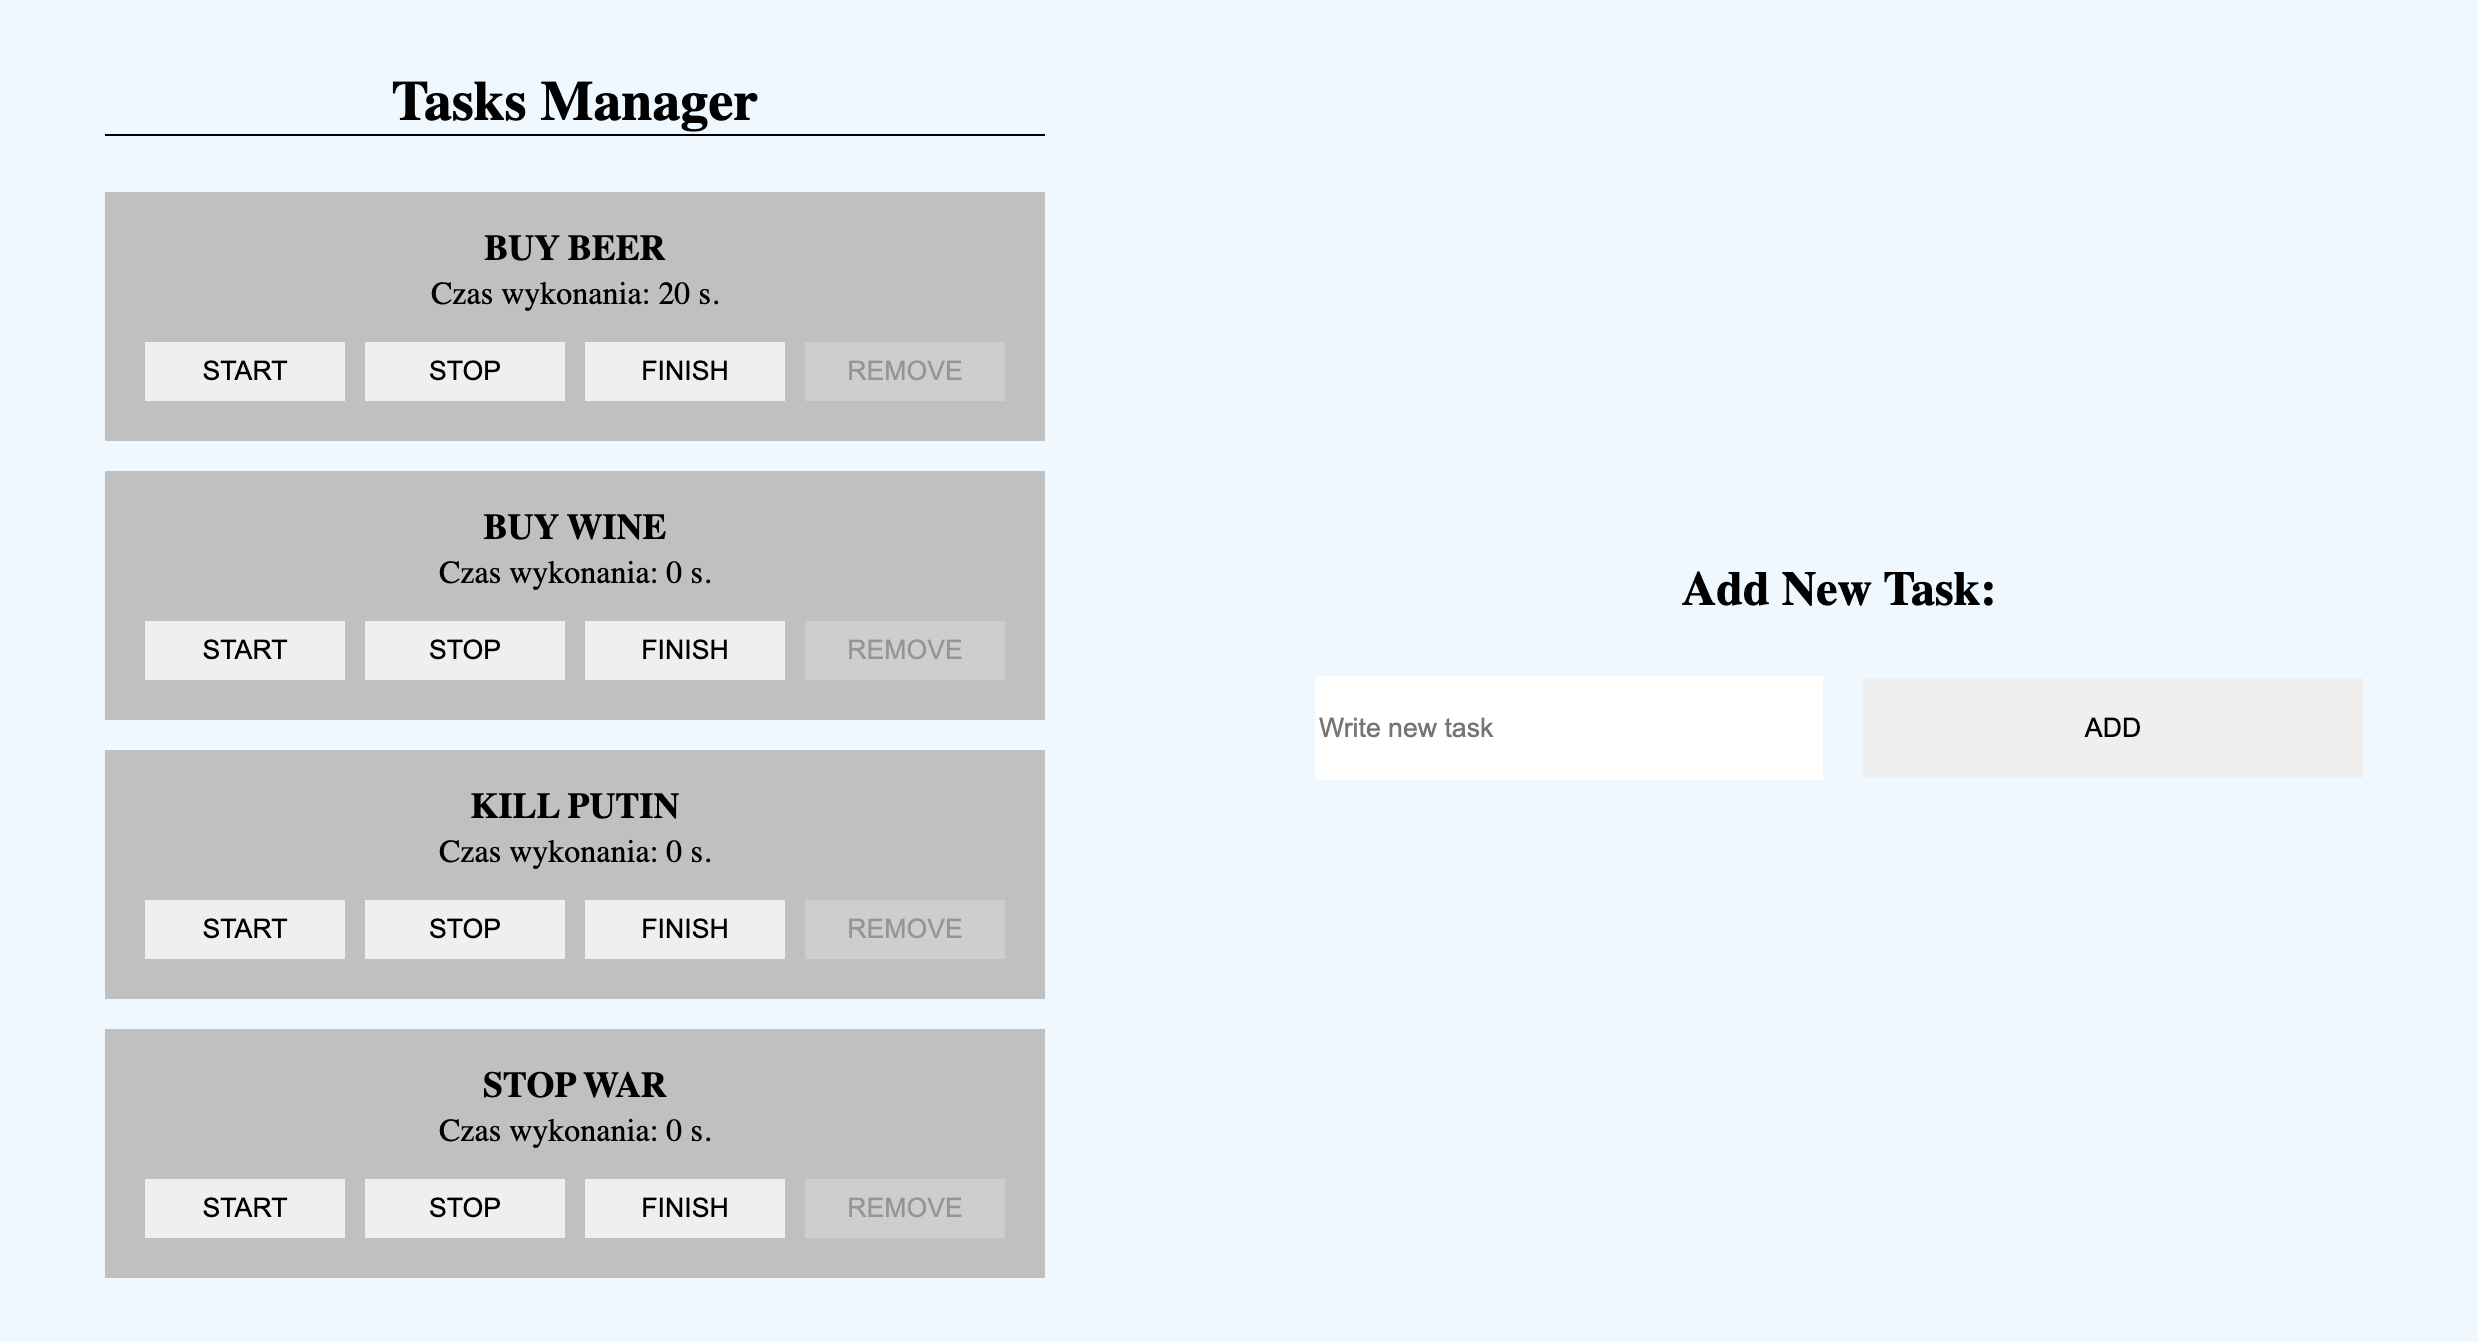 Tasks Manager
BUY BEER
Czas wykonania: 20 s.
START STOP FINISH REMOVE
BUY WINE
Czas wykonania: 0 s.
START STOP FINISH REMOVE
KILL PUTIN
Czas wykonania: 0 s.
START STOP FINISH REMOVE
STOP WAR
Czas wykonania: 0 s.
START STOP FINISH REMOVE
Add New Task:
Write new task ADD